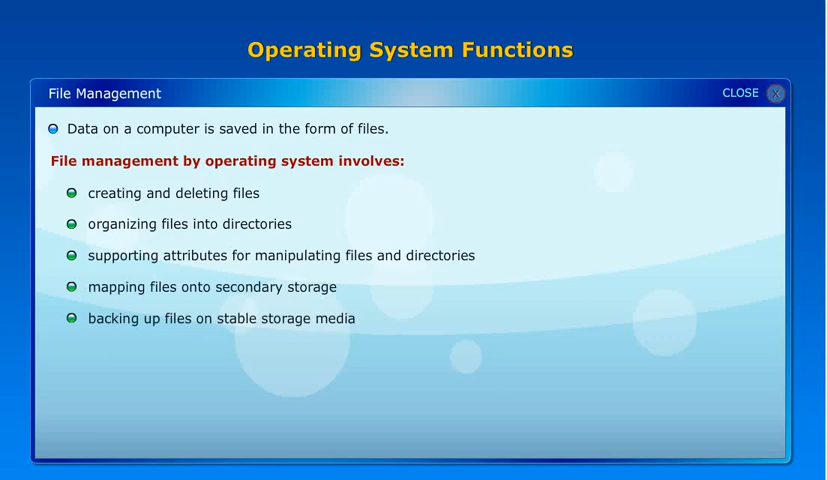 Operating System Functions
File Management
CLOSE X
Data on a computer is saved in the form of files.
File management by operating system involves:
creating and deleting files
organizing files into directories
supporting attributes for manipulating files and directories
mapping files onto secondary storage
backing up files on stable storage media